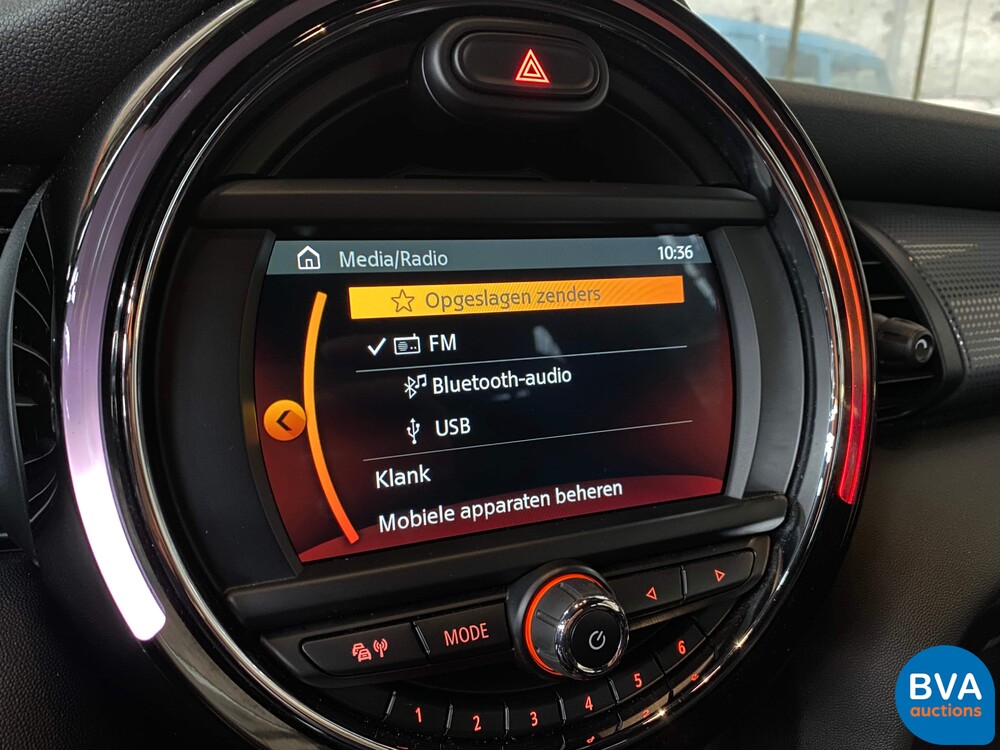 Media/Radio 10:36
Opgeslagen zenders
FM
Bluetooth-audio
USB
Klank
Mobiele apparaten beheren
MODE
1 2 3 4 5 6
BVA
auctions